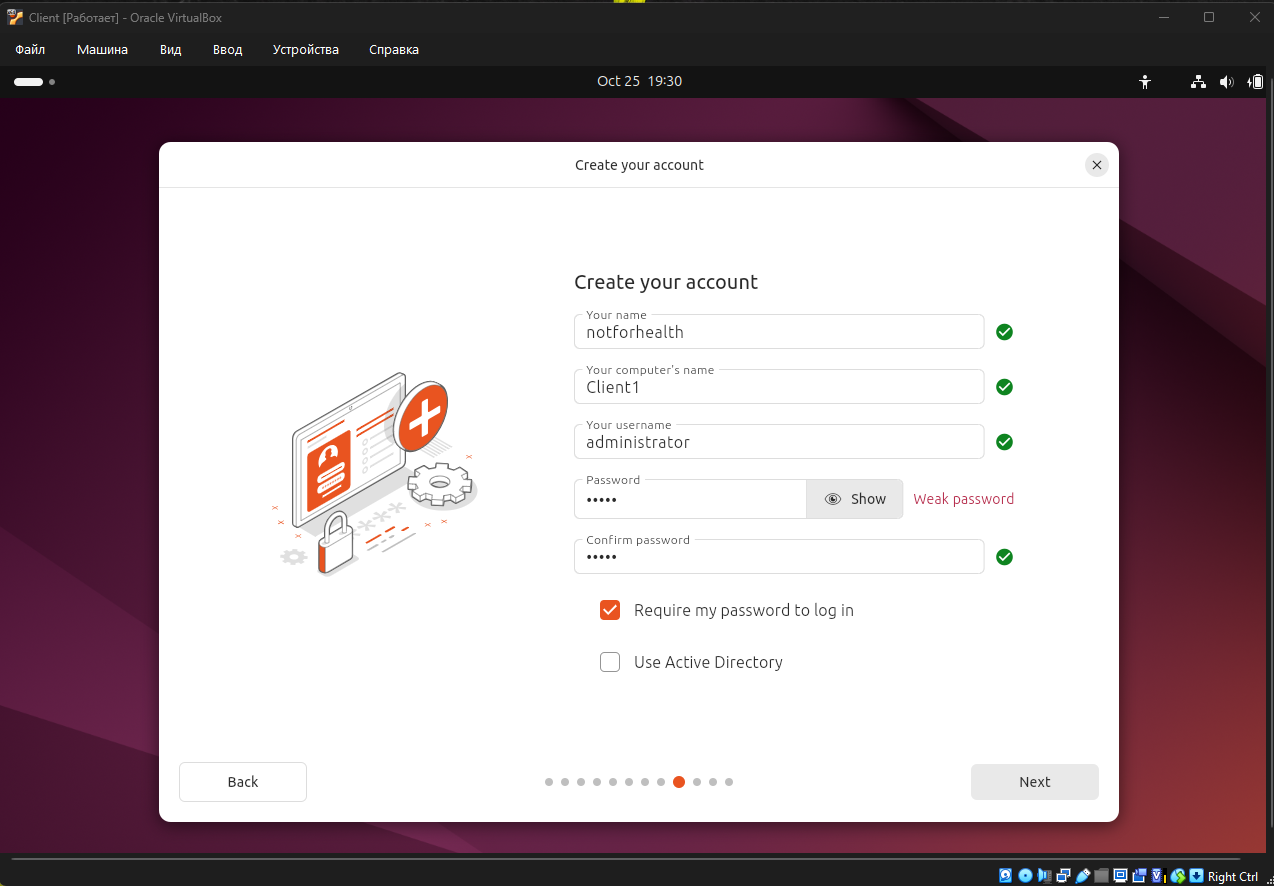 Client [Работает] - Oracle VirtualBox
Файл Машина Вид Ввод Устройства Справка
Oct 25 19:30
Create your account
Create your account
Your name
notforhealth
Your computer's name
Client1
Your username
administrator
Password
••••• Show Weak password
Confirm password
•••••
Require my password to log in
Use Active Directory
Back Next
Right Ctrl